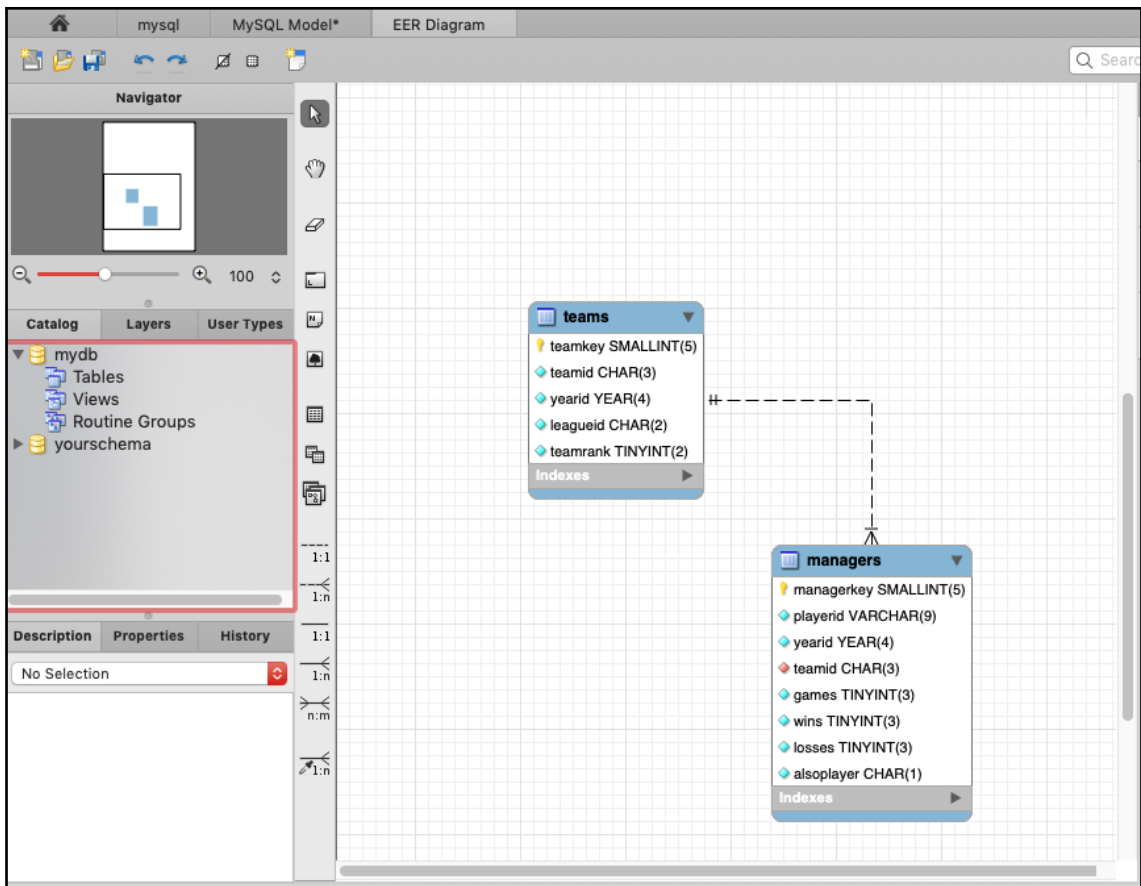 mysql
MySQL Model*
EER Diagram
Sear
Navigator
100
Catalog
Layers
User Types
mydb
Tables
Views
Routine Groups
yourschema
Description
Properties
History
No Selection
N
1:1
1:n
1:1
1:n
n:m
1:n
teams
teamkey SMALLINT(5)
teamid CHAR(3)
yearid YEAR(4)
leagueid CHAR(2)
teamrank TINYINT(2)
Indexes
managers
managerkey SMALLINT(5)
playerid VARCHAR(9)
yearid YEAR(4)
teamid CHAR(3)
games TINYINT(3)
wins TINYINT(3)
losses TINYINT(3)
alsoplayer CHAR(1)
Indexes